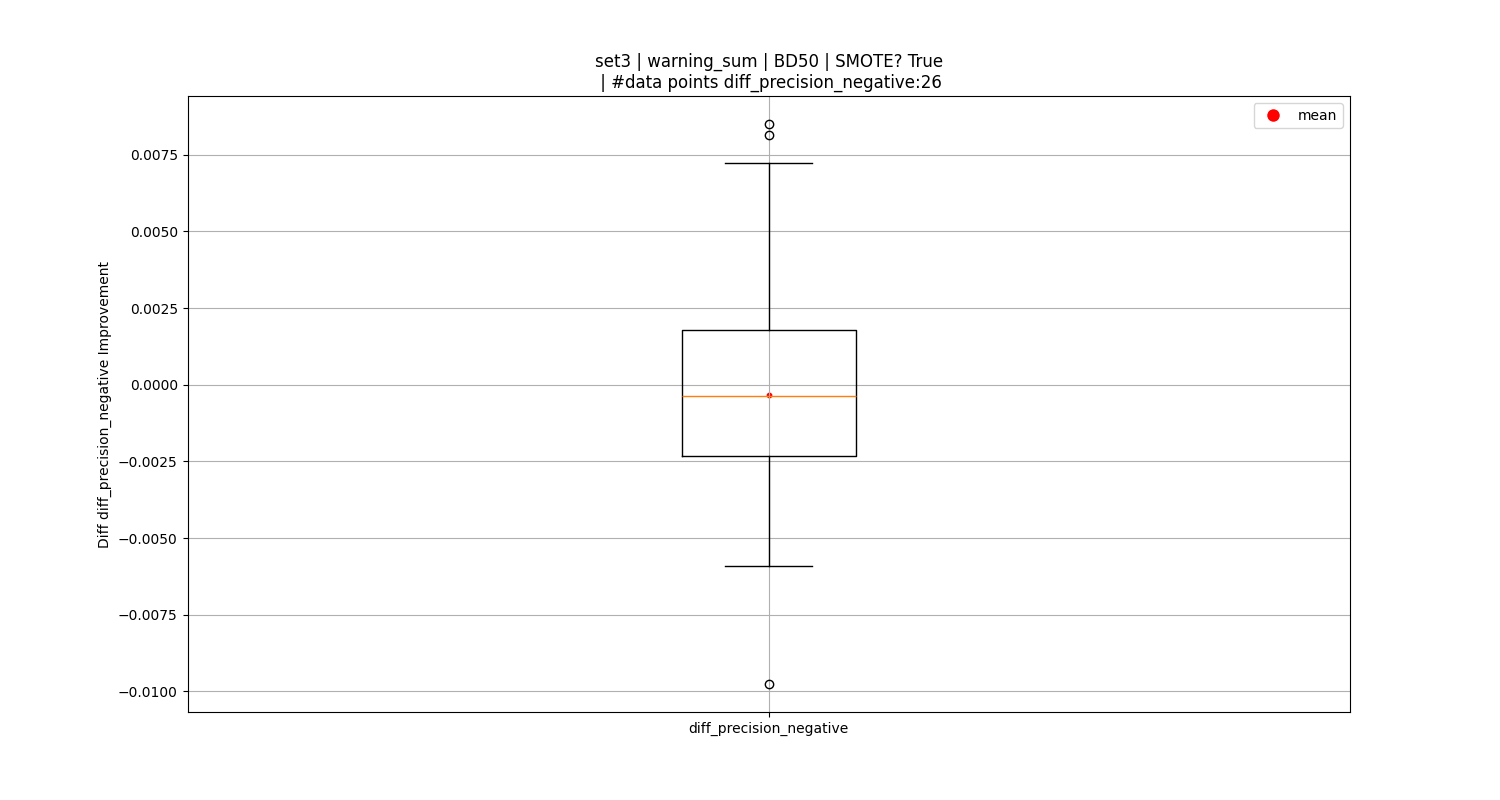 set3 | warning_sum | BD50 | SMOTE? True
| #data points diff_precision_negative:26
mean
0.0075
0.0050
0.0025
0.0000
−0.0025
−0.0050
−0.0075
−0.0100
Diff diff_precision_negative Improvement
diff_precision_negative